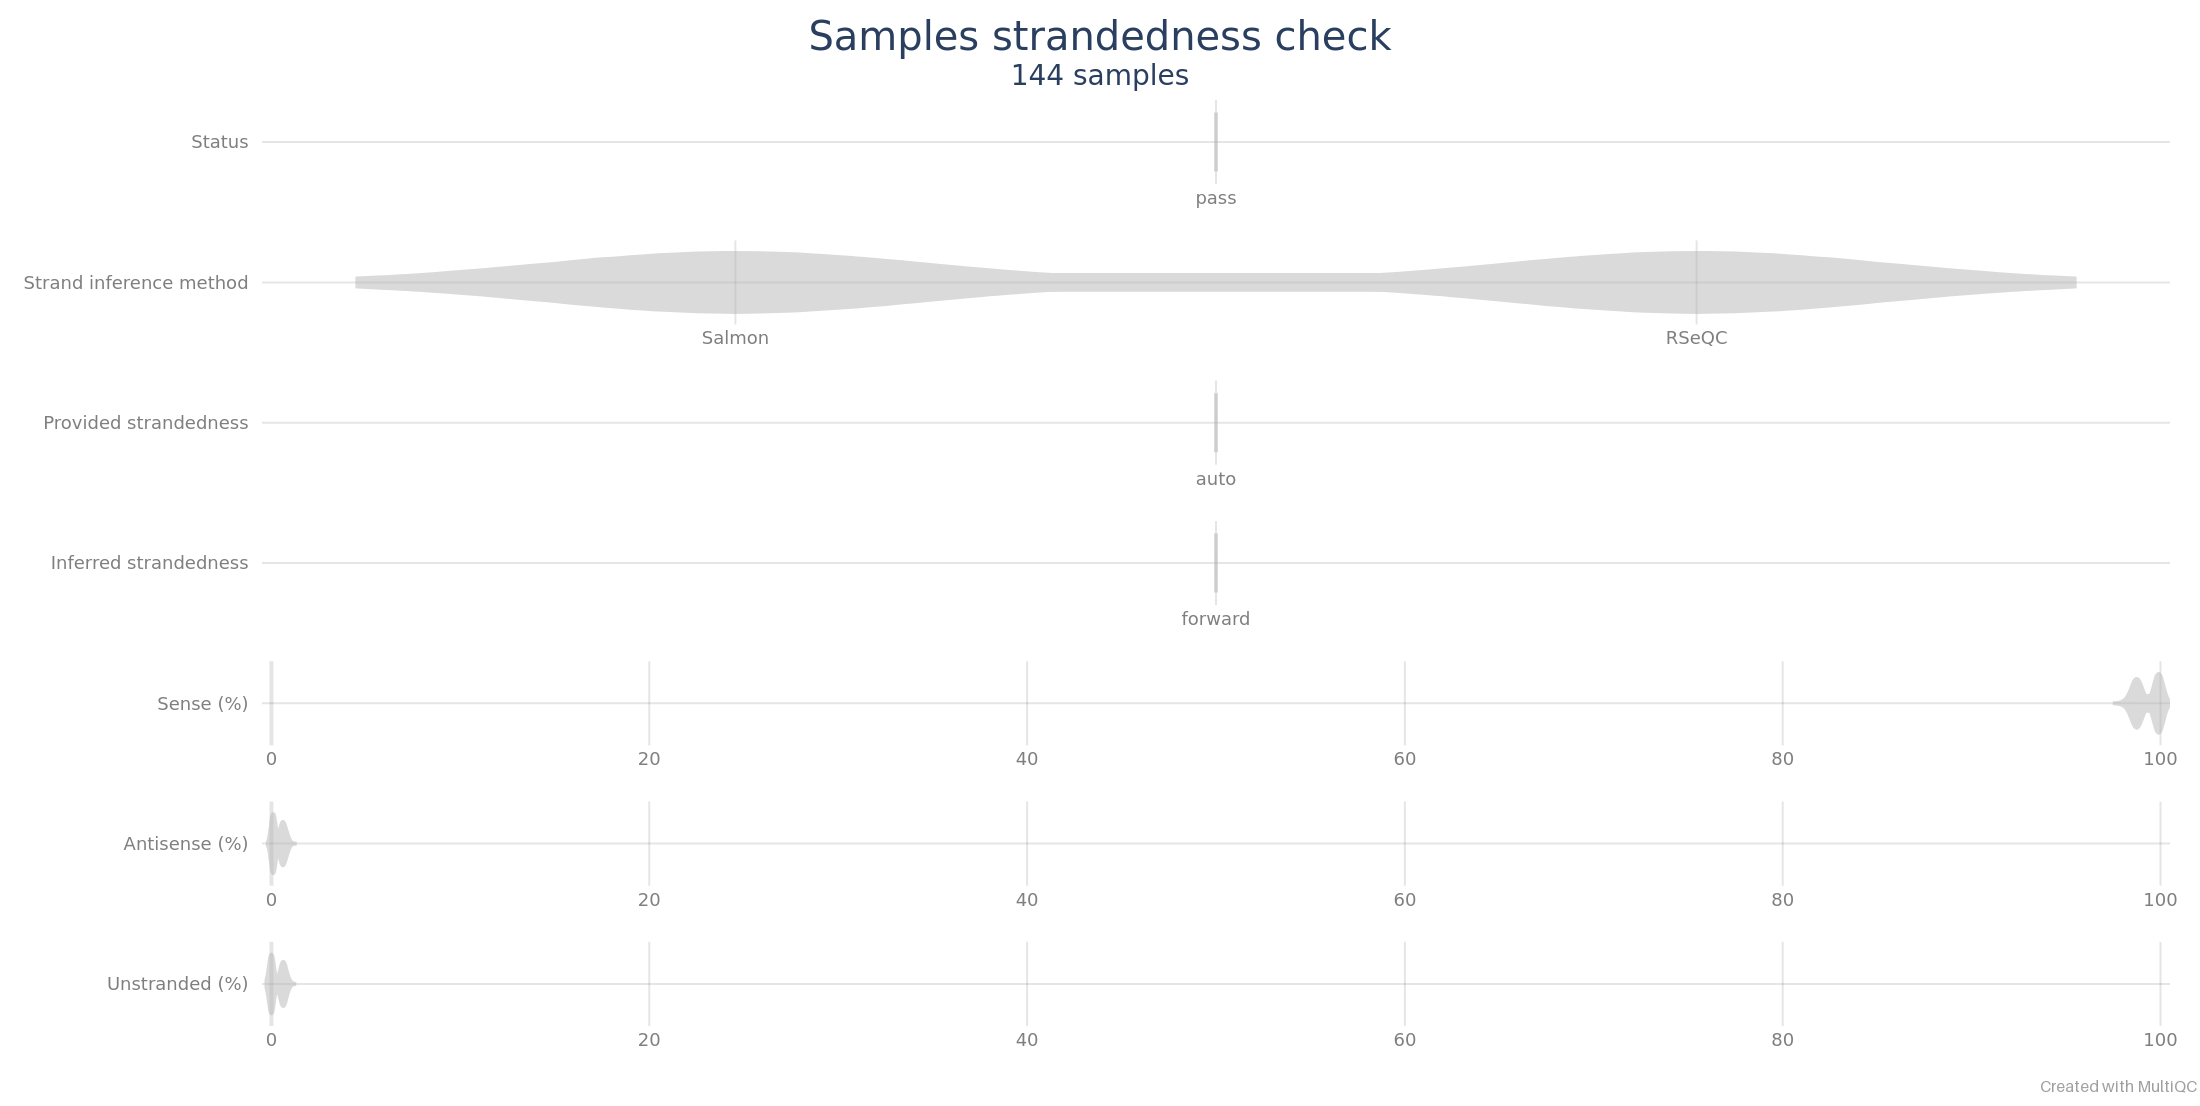 Samples strandedness check
144 samples
Status
pass
Strand inference method
Salmon RSeQC
Provided strandedness
auto
Inferred strandedness
forward
Sense (%)
0 20 40 60 80 100
Antisense (%)
0 20 40 60 80 100
Unstranded (%)
0 20 40 60 80 100
Created with MultiQC